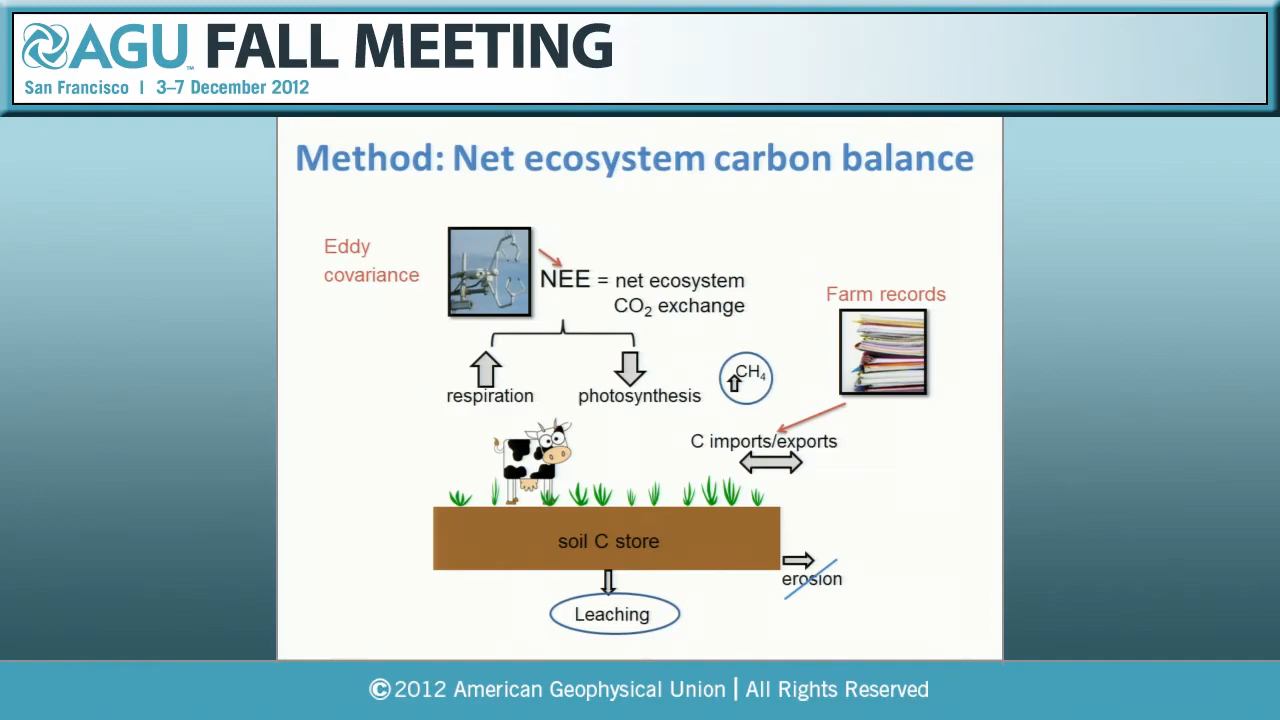 AGU™ FALL MEETING
San Francisco | 3–7 December 2012
Method: Net ecosystem carbon balance
Eddy
covariance
NEE = net ecosystem
CO₂ exchange
Farm records
respiration
photosynthesis
CH₄
C imports/exports
soil C store
erosion
Leaching
©2012 American Geophysical Union | All Rights Reserved